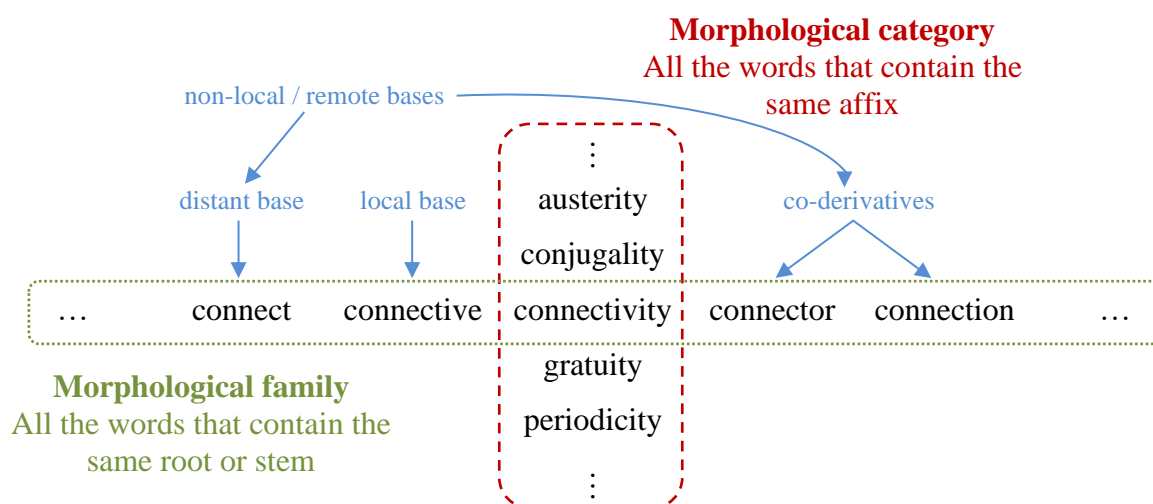 Morphological category
All the words that contain the
same affix
non-local / remote bases
⋮
distant base local base austerity co-derivatives
conjugality
… connect connective connectivity connector connection …
gratuity
Morphological family
All the words that contain the
same root or stem
periodicity
⋮